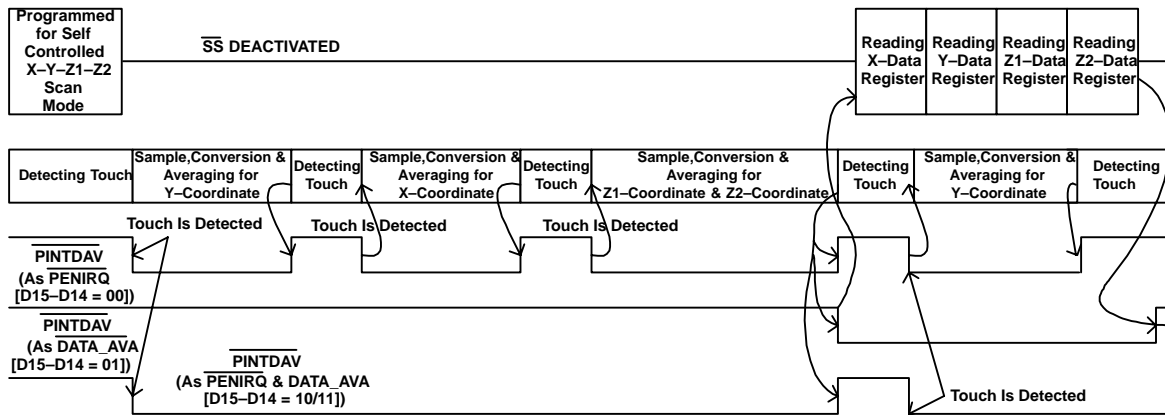 Programmed
for Self
Controlled
X–Y–Z1–Z2
Scan
Mode
SS DEACTIVATED
Reading
X–Data
Register
Reading
Y–Data
Register
Reading
Z1–Data
Register
Reading
Z2–Data
Register
Detecting Touch
Sample,Conversion &
Averaging for
Y–Coordinate
Detecting
Touch
Sample,Conversion &
Averaging for
X–Coordinate
Detecting
Touch
Sample,Conversion &
Averaging for
Z1–Coordinate & Z2–Coordinate
Detecting
Touch
Sample,Conversion &
Averaging for
Y–Coordinate
Detecting
Touch
Touch Is Detected
Touch Is Detected
Touch Is Detected
PINTDAV
(As PENIRQ
[D15–D14 = 00])
PINTDAV
(As DATA_AVA
[D15–D14 = 01])
PINTDAV
(As PENIRQ & DATA_AVA
[D15–D14 = 10/11])
Touch Is Detected